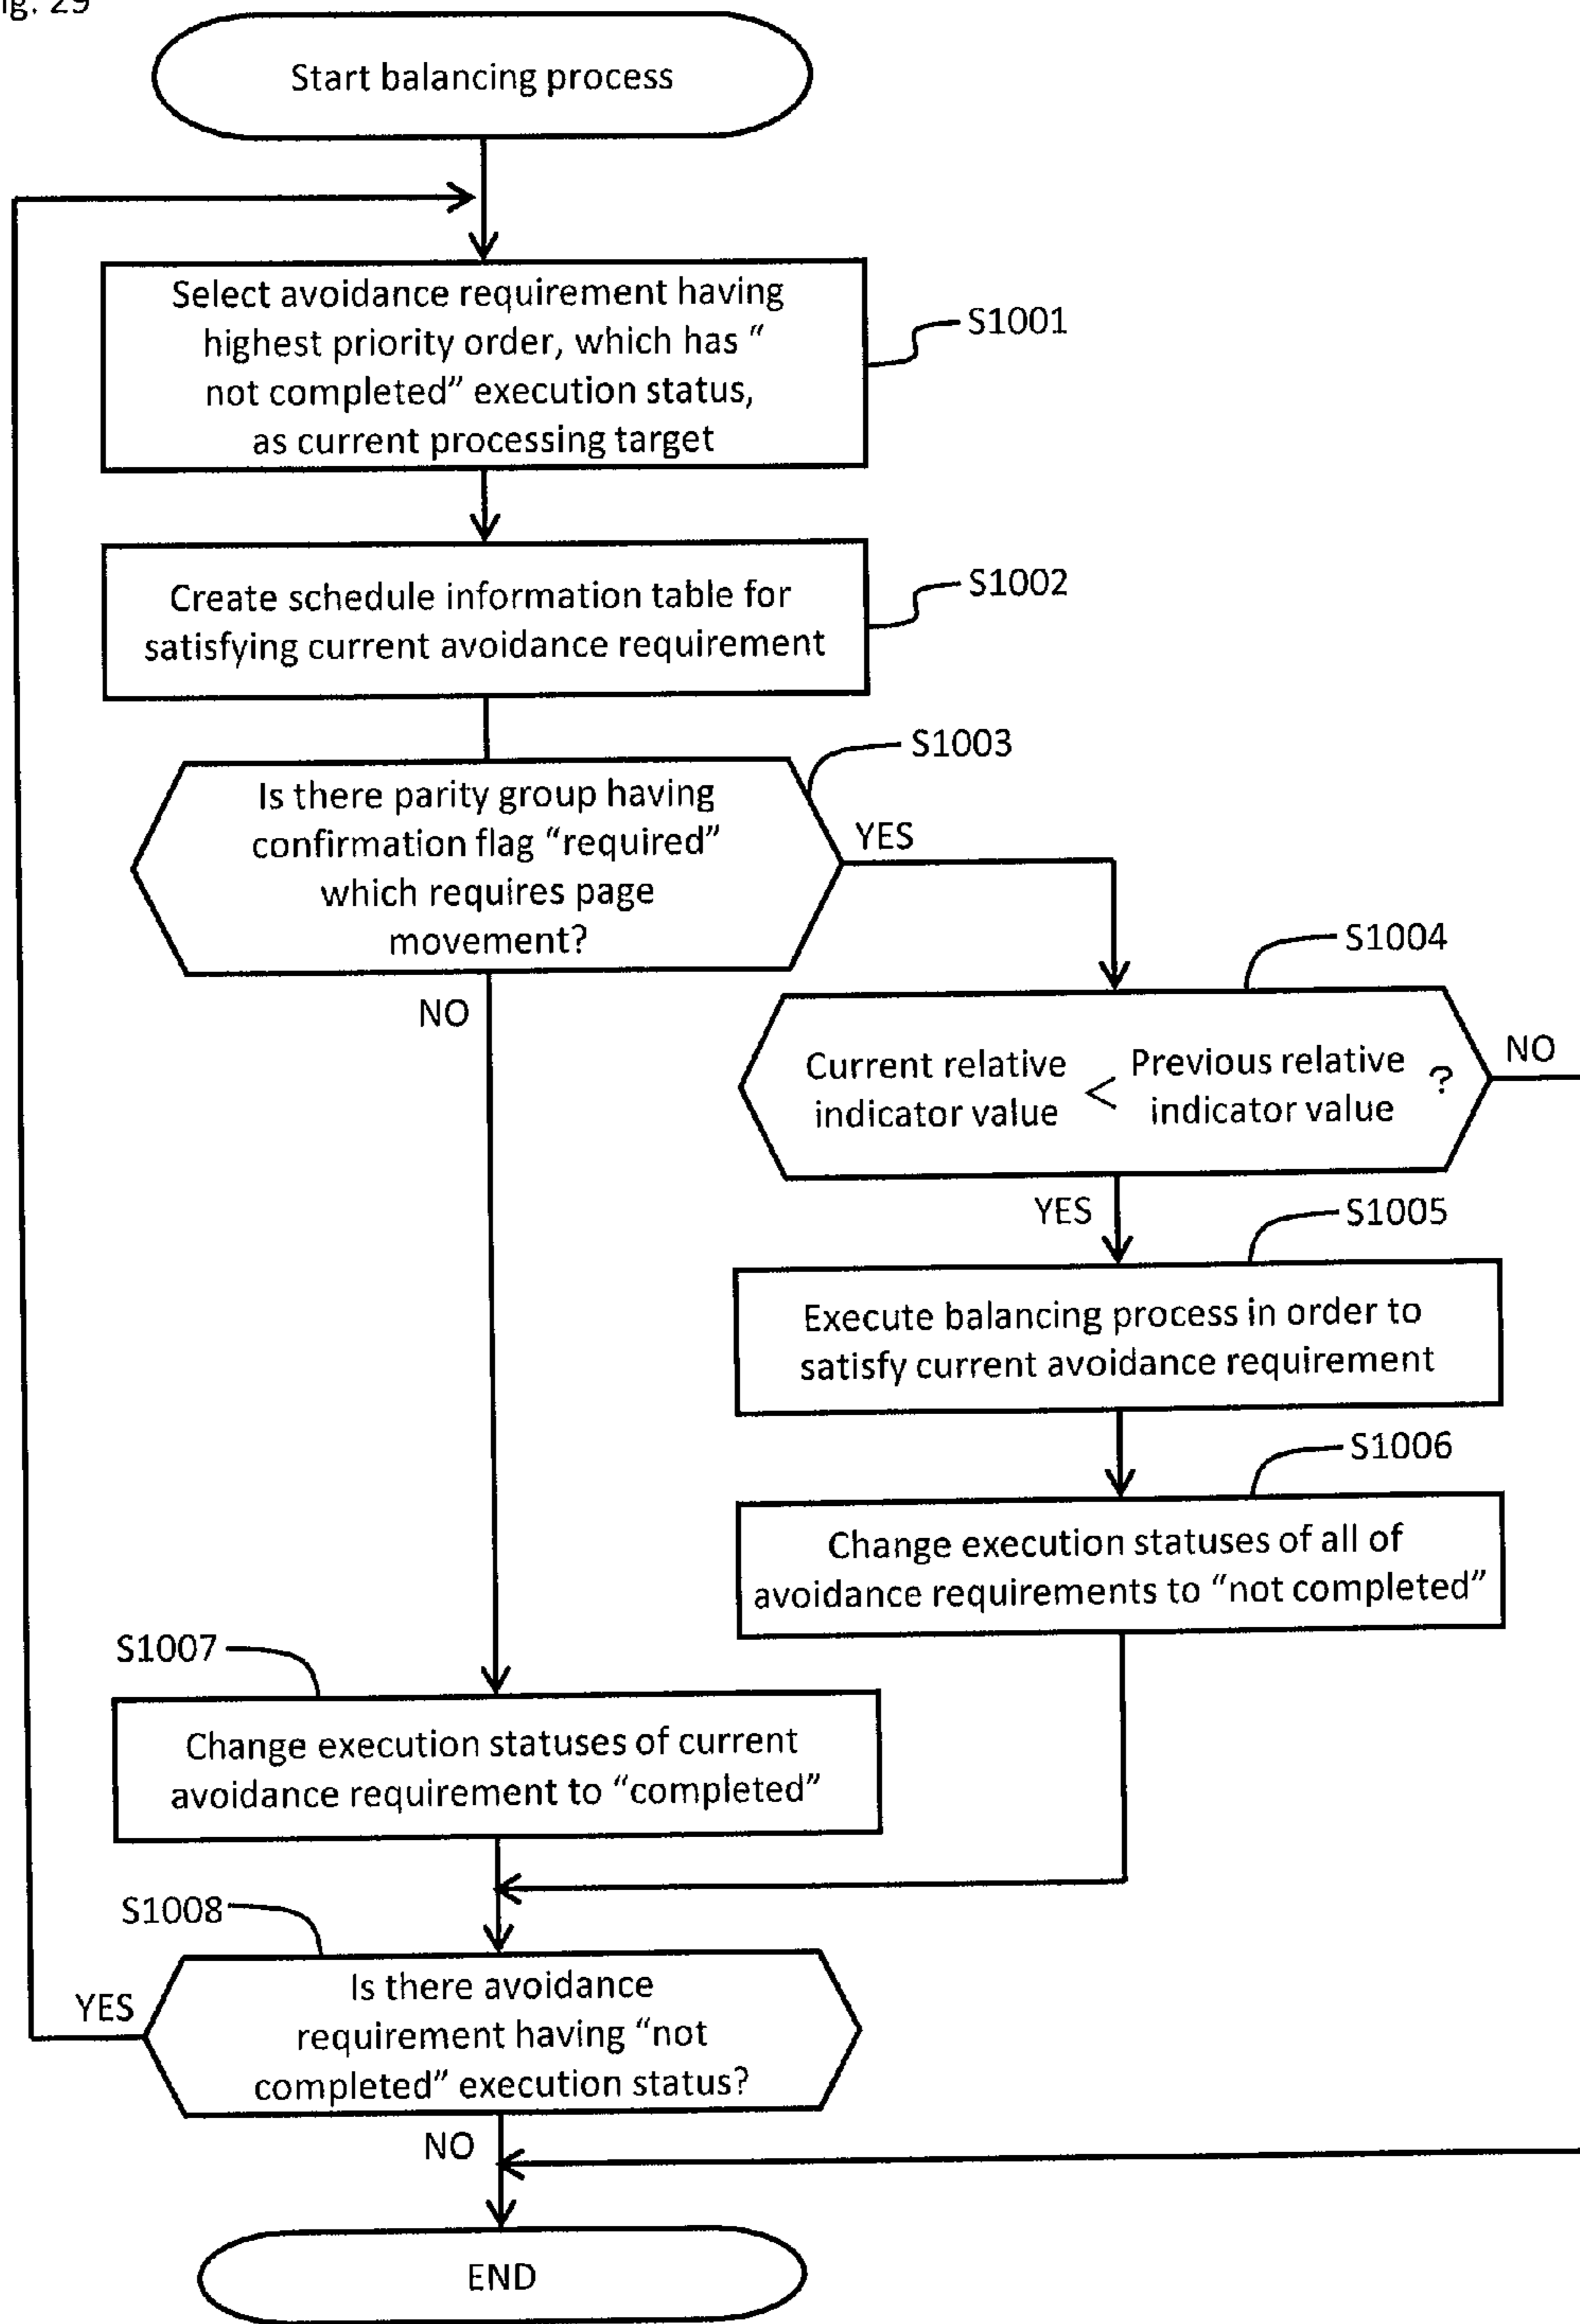 ig. 29
Start balancing process
Select avoidance requirement having
highest priority order, which has “
not completed” execution status,
as current processing target
S1001
Create schedule information table for
satisfying current avoidance requirement
S1002
S1003
Is there parity group having
confirmation flag “required”
which requires page
movement?
YES
NO
S1004
Current relative
indicator value
<
Previous relative
indicator value
?
NO
YES
S1005
Execute balancing process in order to
satisfy current avoidance requirement
S1006
Change execution statuses of all of
avoidance requirements to “not completed”
S1007
Change execution statuses of current
avoidance requirement to “completed”
S1008
Is there avoidance
requirement having “not
completed” execution status?
YES
NO
END